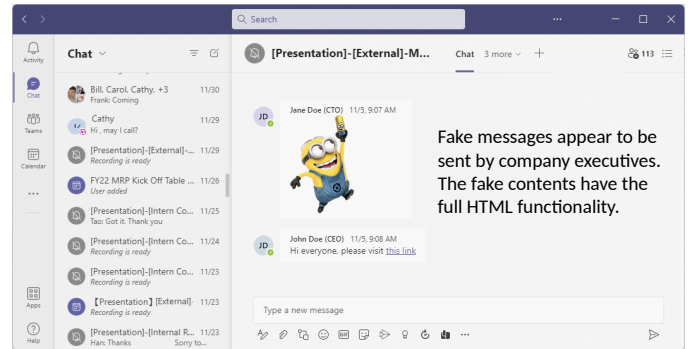 Search
Activity
Chat
Teams
Calendar
Apps
Help
Chat
Bill, Carol, Cathy, +3 11/30
Frank: Coming
Cathy 11/29
Hi , may I call?
[Presentation]-[External]-... 11/29
Recording is ready
FY22 MRP Kick Off Table ... 11/26
User added
[Presentation]-[Intern Co... 11/25
Tao: Got it. Thank you
[Presentation]-[Intern Co... 11/24
Recording is ready
[Presentation]-[Intern Co... 11/23
Recording is ready
【Presentation】[External]- 11/23
Recording is ready
[Presentation]-[Internal R... 11/23
Han: Thanks Sorry to...
[Presentation]-[External]-M... Chat 3 more 113
JD
Jane Doe (CTO) 11/5, 9:07 AM
JD
John Doe (CEO) 11/5, 9:08 AM
Hi everyone, please visit this link
Fake messages appear to be
sent by company executives.
The fake contents have the
full HTML functionality.
Type a new message
GIF